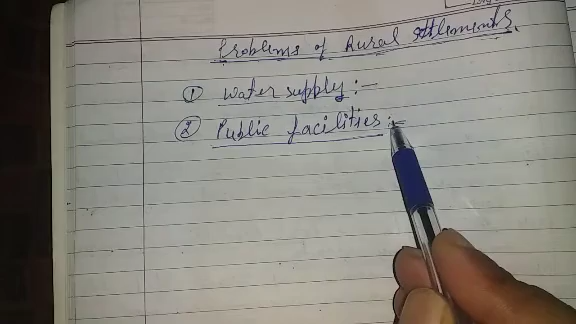 Problems of Rural Settlements
① Water supply :-
② Public facilities :-